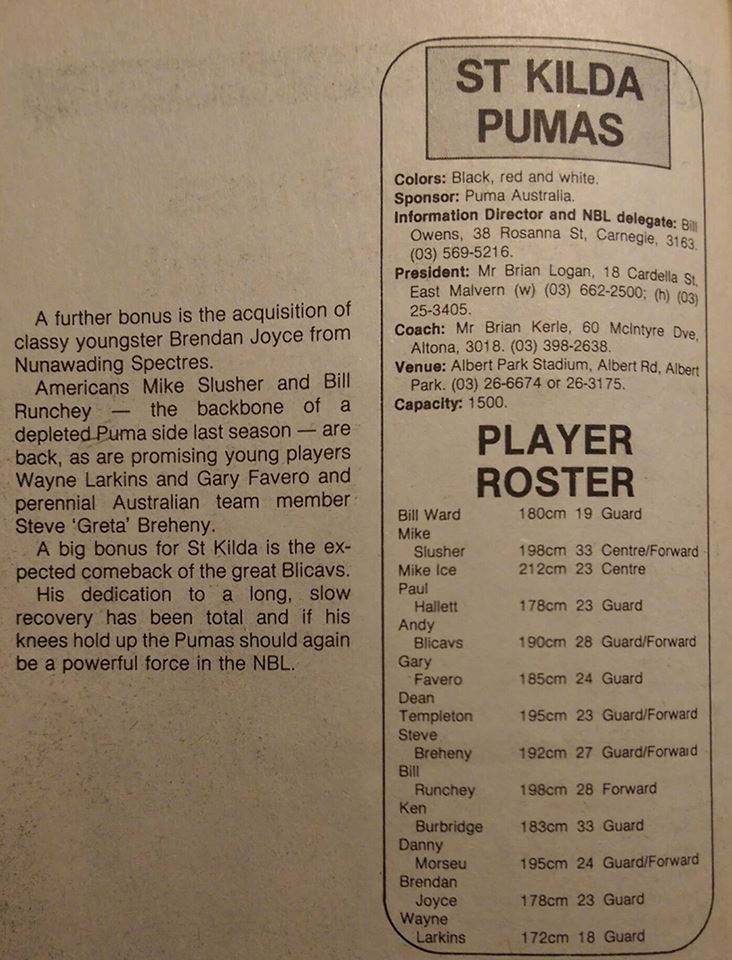 A further bonus is the acquisition of
classy youngster Brendan Joyce from
Nunawading Spectres.
Americans Mike Slusher and Bill
Runchey — the backbone of a
depleted Puma side last season — are
back, as are promising young players
Wayne Larkins and Gary Favero and
perennial Australian team member
Steve ‘Greta’ Breheny.
A big bonus for St Kilda is the ex-
pected comeback of the great Blicavs.
His dedication to a long, slow
recovery has been total and if his
knees hold up the Pumas should again
be a powerful force in the NBL.
ST KILDA
PUMAS
Colors: Black, red and white.
Sponsor: Puma Australia.
Information Director and NBL delegate: Bill
Owens, 38 Rosanna St, Carnegie, 3163.
(03) 569-5216.
President: Mr Brian Logan, 18 Cardella St,
East Malvern (w) (03) 662-2500; (h) (03)
25-3405.
Coach: Mr Brian Kerle, 60 McIntyre Dve,
Altona, 3018. (03) 398-2638.
Venue: Albert Park Stadium, Albert Rd, Albert
Park. (03) 26-6674 or 26-3175.
Capacity: 1500.
PLAYER
ROSTER
Bill Ward 180cm 19 Guard
Mike
Slusher 198cm 33 Centre/Forward
Mike Ice 212cm 23 Centre
Paul
Hallett 178cm 23 Guard
Andy
Blicavs 190cm 28 Guard/Forward
Gary
Favero 185cm 24 Guard
Dean
Templeton 195cm 23 Guard/Forward
Steve
Breheny 192cm 27 Guard/Forward
Bill
Runchey 198cm 28 Forward
Ken
Burbridge 183cm 33 Guard
Danny
Morseu 195cm 24 Guard/Forward
Brendan
Joyce 178cm 23 Guard
Wayne
Larkins 172cm 18 Guard